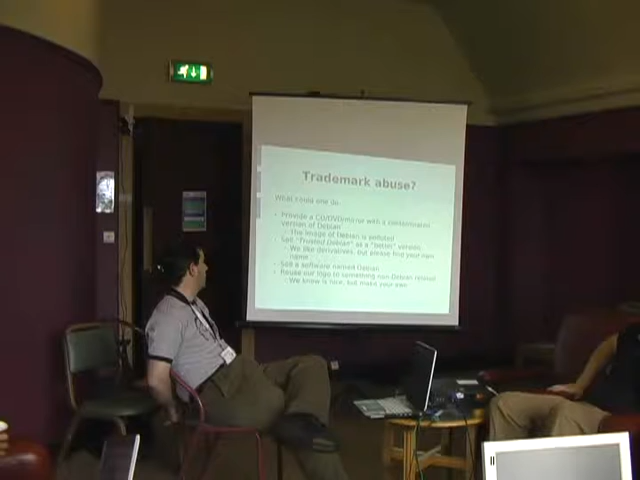 Trademark abuse?
What could one do
- Provide a CD/DVD/mirror with a contaminated
version of Debian
- The image of Debian is polluted
- Sell "Trusted Debian" as a "better" version
- We like derivatives, but please find your own
name
- Sell a software named Debian
- Reuse our logo to something non-Debian related
- We know is nice, but make your own